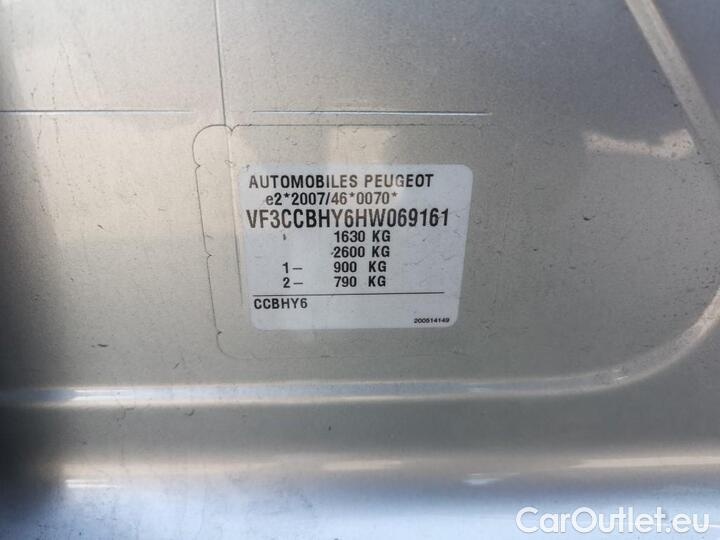 AUTOMOBILES PEUGEOT
e2*2007/46*0070*
VF3CCBHY6HW069161
1630 KG
2600 KG
1- 900 KG
2- 790 KG
CCBHY6
200514149
CarOutlet.eu